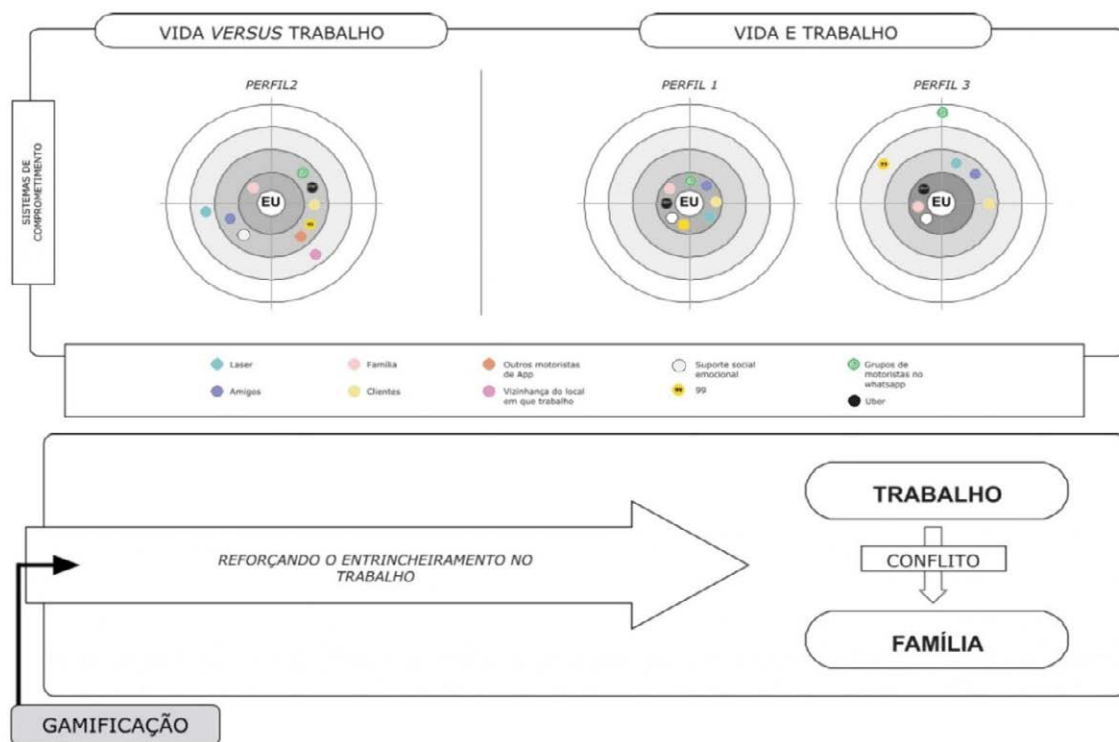 VIDA VERSUS TRABALHO
VIDA E TRABALHO
PERFIL2
PERFIL 1
PERFIL 3
SISTEMAS DE
COMPROMETIMENTO
EU
EU
EU
99
99
Laser
Família
Outros motoristas
de App
Suporte social
emocional
Grupos de
motoristas no
whatsapp
Amigos
Clientes
Vizinhança do local
em que trabalho
99
Uber
REFORÇANDO O ENTRINCHEIRAMENTO NO
TRABALHO
TRABALHO
CONFLITO
FAMÍLIA
GAMIFICAÇÃO